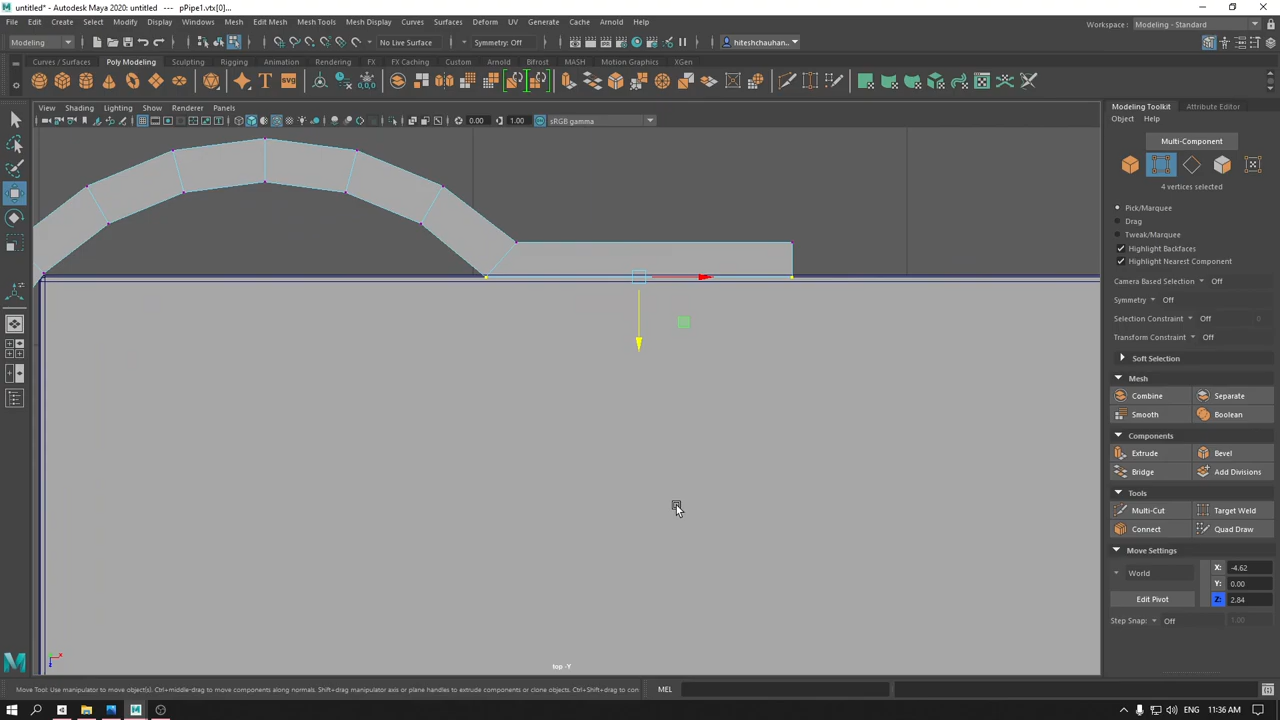 untitled* - Autodesk Maya 2020: untitled --- pPipe1.vtx[0]...
File Edit Create Select Modify Display Windows Mesh Edit Mesh Mesh Tools Mesh Display Curves Surfaces Deform UV Generate Cache Arnold Help
Workspace : Modeling - Standard
Modeling No Live Surface Symmetry: Off hiteshchauhan...
Curves / Surfaces Poly Modeling Sculpting Rigging Animation Rendering FX FX Caching Custom Arnold Bifrost MASH Motion Graphics XGen
View Shading Lighting Show Renderer Panels
0.00 1.00 sRGB gamma
Modeling Toolkit Attribute Editor
Object Help
Multi-Component
4 vertices selected
Pick/Marquee
Drag
Tweak/Marquee
Highlight Backfaces
Highlight Nearest Component
Camera Based Selection Off
Symmetry Off
Selection Constraint Off 0
Transform Constraint Off
Soft Selection
Mesh
Combine Separate
Smooth Boolean
Components
Extrude Bevel
Bridge Add Divisions
Tools
Multi-Cut Target Weld
Connect Quad Draw
Move Settings
World X: -4.62
Y: 0.00
Edit Pivot Z: 2.84
Step Snap: Off 1.00
top -Y
Move Tool: Use manipulator to move object(s). Ctrl+middle-drag to move components along normals. Shift+drag manipulator axis or plane handles to extrude components or clone objects. Ctrl+Shift+drag to con
MEL
ENG 11:36 AM